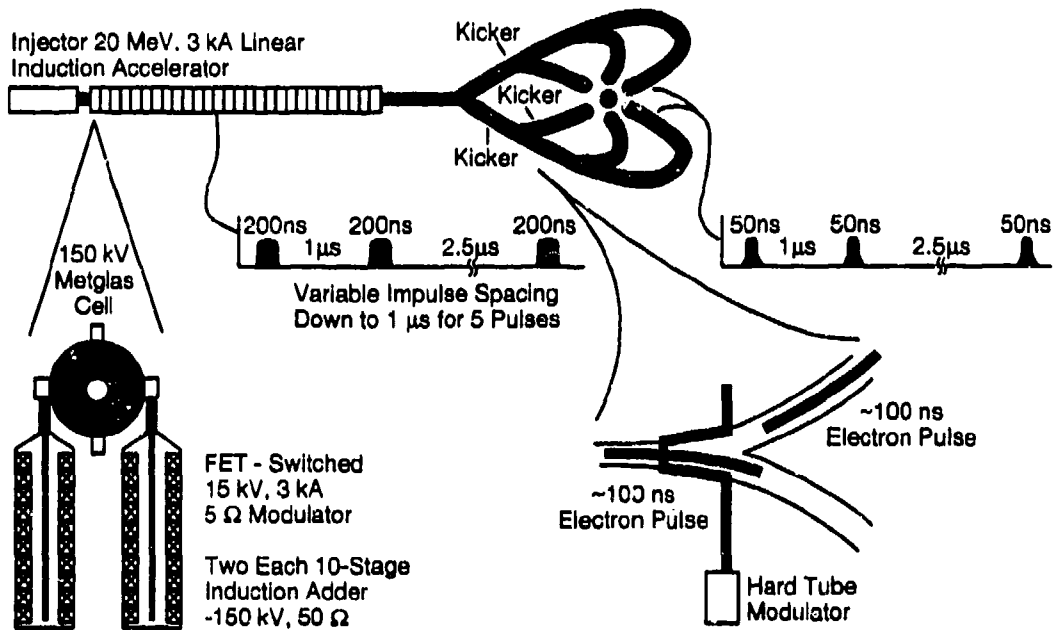 Injector 20 MeV. 3 kA Linear
Induction Accelerator
Kicker
Kicker
Kicker
200ns
200ns
200ns
1μs
2.5μs
50ns
50ns
50ns
1μs
2.5μs
Variable Impulse Spacing
Down to 1 μs for 5 Pulses
150 kV
Metglas
Cell
FET - Switched
15 kV, 3 kA
5 Ω Modulator
Two Each 10-Stage
Induction Adder
-150 kV, 50 Ω
~100 ns
Electron Pulse
~100 ns
Electron Pulse
Hard Tube
Modulator